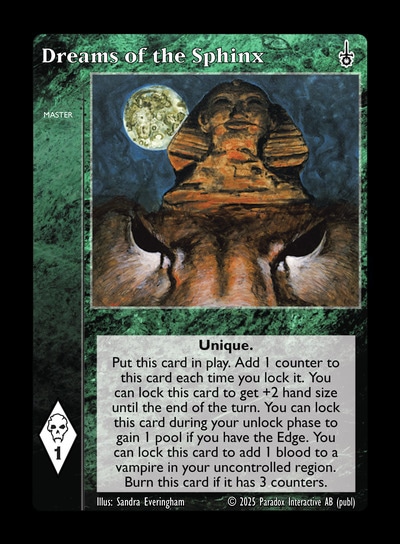 Dreams of the Sphinx
MASTER
Unique.
Put this card in play. Add 1 counter to
this card each time you lock it. You
can lock this card to get +2 hand size
until the end of the turn. You can lock
this card during your unlock phase to
gain 1 pool if you have the Edge. You
can lock this card to add 1 blood to a
vampire in your uncontrolled region.
Burn this card if it has 3 counters.
1
Illus: Sandra Everingham © 2025 Paradox Interactive AB (publ)